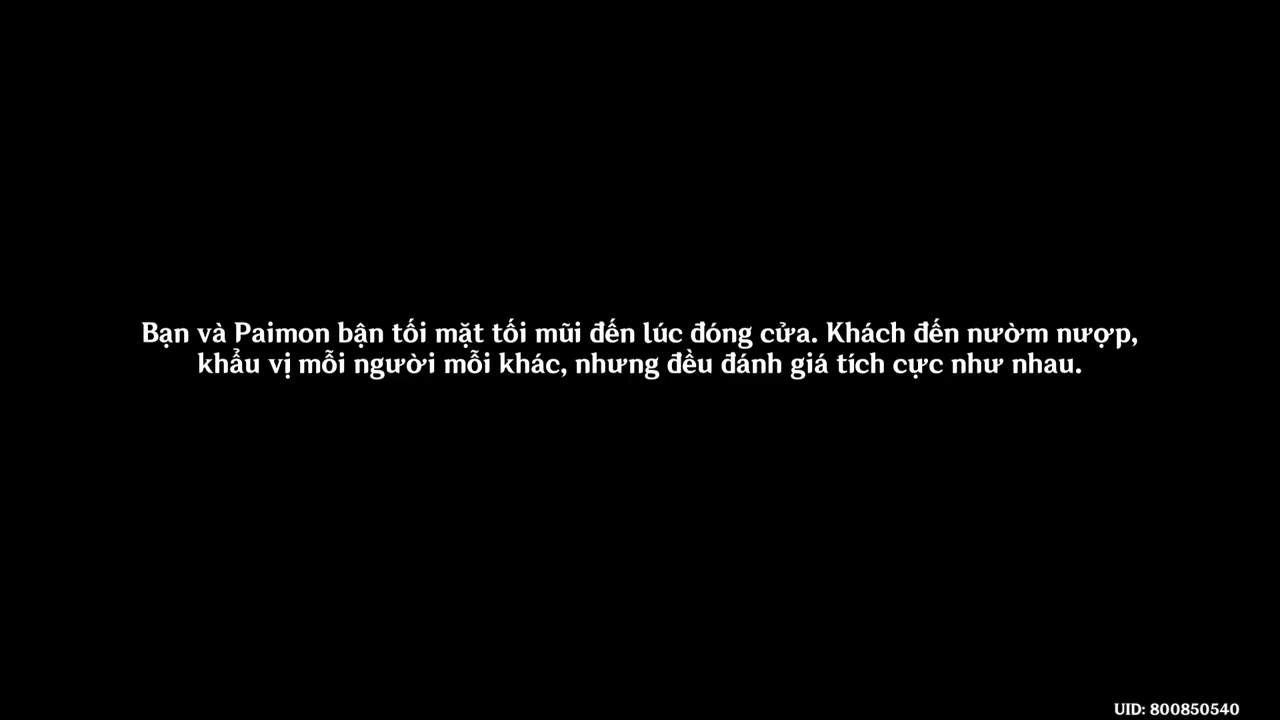 Bạn và Paimon bận tối mặt tối mũi đến lúc đóng cửa. Khách đến nườm nượp,
khẩu vị mỗi người mỗi khác, nhưng đều đánh giá tích cực như nhau.
UID: 800850540